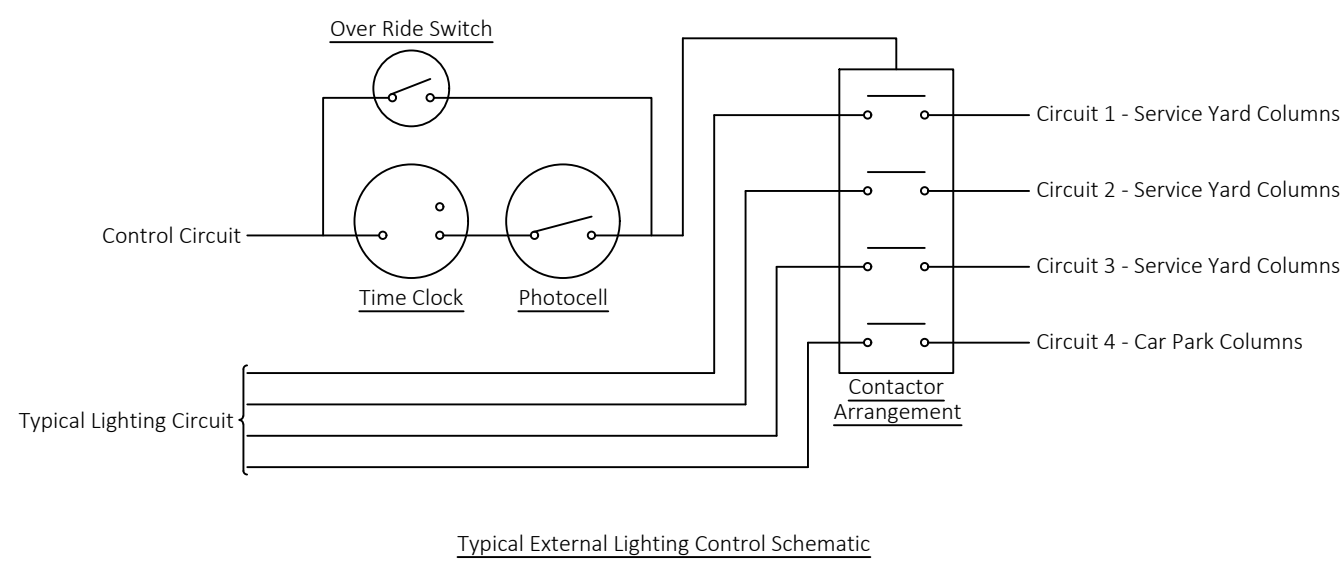 Over Ride Switch
Circuit 1 - Service Yard Columns
Circuit 2 - Service Yard Columns
Control Circuit
Circuit 3 - Service Yard Columns
Time Clock
Photocell
Circuit 4 - Car Park Columns
Contactor
Arrangement
Typical Lighting Circuit
Typical External Lighting Control Schematic